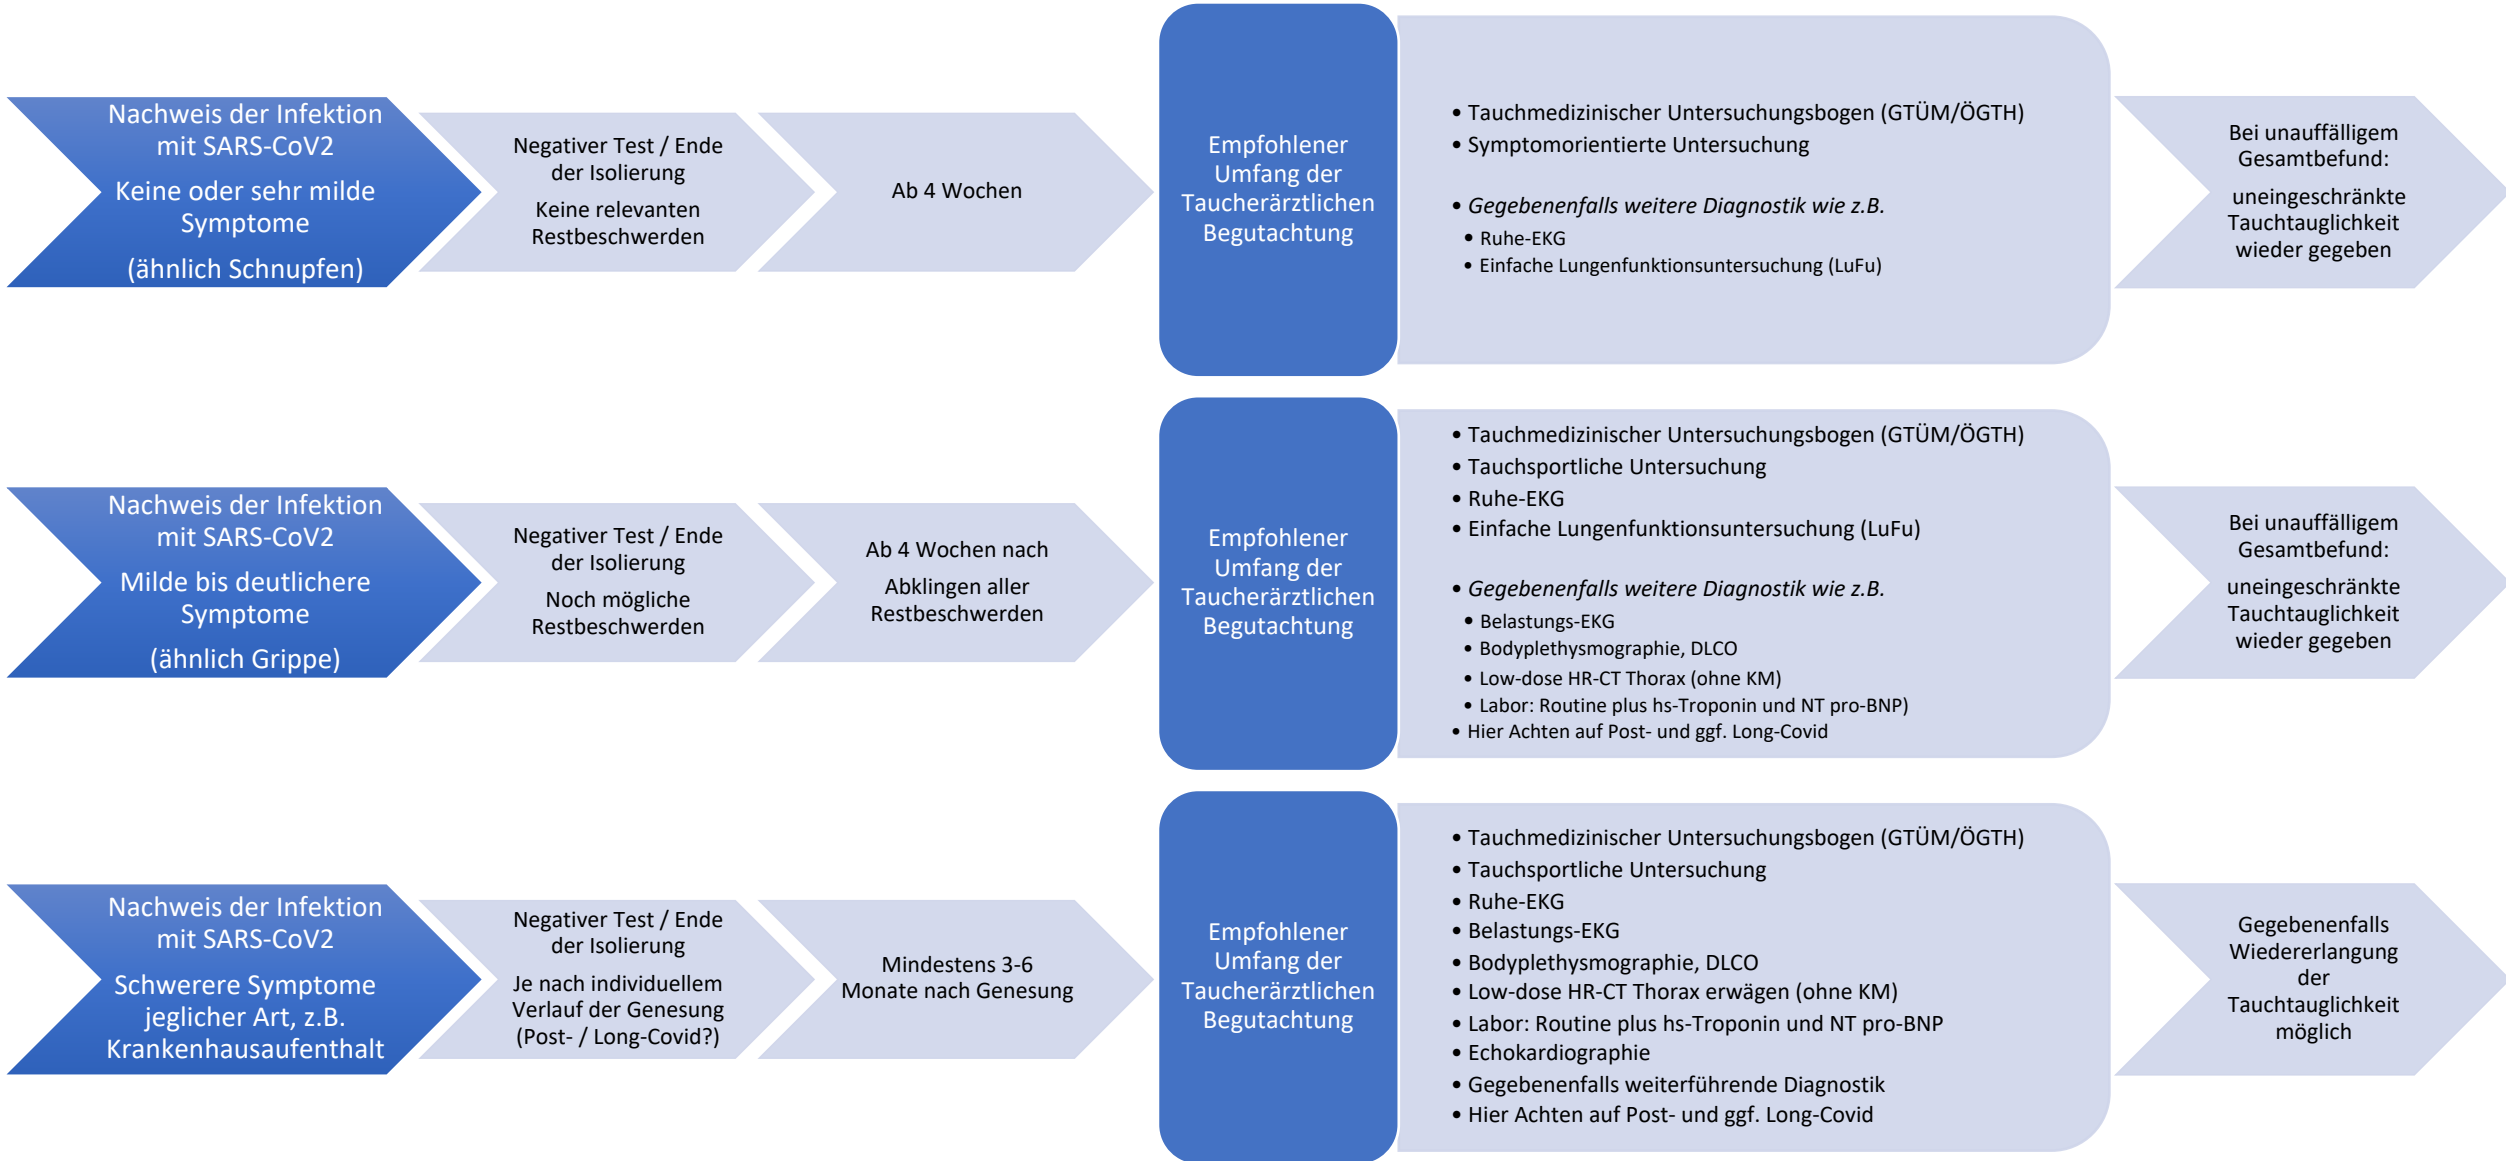 Nachweis der Infektion
mit SARS-CoV2
Keine oder sehr milde
Symptome
(ähnlich Schnupfen)
Negativer Test / Ende
der Isolierung
Keine relevanten
Restbeschwerden
Ab 4 Wochen
Empfohlener
Umfang der
Taucherärztlichen
Begutachtung
• Tauchmedizinischer Untersuchungsbogen (GTÜM/ÖGTH)
• Symptomorientierte Untersuchung
• Gegebenenfalls weitere Diagnostik wie z.B.
• Ruhe-EKG
• Einfache Lungenfunktionsuntersuchung (LuFu)
Bei unauffälligem
Gesamtbefund:
uneingeschränkte
Tauchtauglichkeit
wieder gegeben
Nachweis der Infektion
mit SARS-CoV2
Milde bis deutlichere
Symptome
(ähnlich Grippe)
Negativer Test / Ende
der Isolierung
Noch mögliche
Restbeschwerden
Ab 4 Wochen nach
Abklingen aller
Restbeschwerden
Empfohlener
Umfang der
Taucherärztlichen
Begutachtung
• Tauchmedizinischer Untersuchungsbogen (GTÜM/ÖGTH)
• Tauchsportliche Untersuchung
• Ruhe-EKG
• Einfache Lungenfunktionsuntersuchung (LuFu)
• Gegebenenfalls weitere Diagnostik wie z.B.
• Belastungs-EKG
• Bodyplethysmographie, DLCO
• Low-dose HR-CT Thorax (ohne KM)
• Labor: Routine plus hs-Troponin und NT pro-BNP)
• Hier Achten auf Post- und ggf. Long-Covid
Bei unauffälligem
Gesamtbefund:
uneingeschränkte
Tauchtauglichkeit
wieder gegeben
Nachweis der Infektion
mit SARS-CoV2
Schwerere Symptome
jeglicher Art, z.B.
Krankenhausaufenthalt
Negativer Test / Ende
der Isolierung
Je nach individuellem
Verlauf der Genesung
(Post- / Long-Covid?)
Mindestens 3-6
Monate nach Genesung
Empfohlener
Umfang der
Taucherärztlichen
Begutachtung
• Tauchmedizinischer Untersuchungsbogen (GTÜM/ÖGTH)
• Tauchsportliche Untersuchung
• Ruhe-EKG
• Belastungs-EKG
• Bodyplethysmographie, DLCO
• Low-dose HR-CT Thorax erwägen (ohne KM)
• Labor: Routine plus hs-Troponin und NT pro-BNP
• Echokardiographie
• Gegebenenfalls weiterführende Diagnostik
• Hier Achten auf Post- und ggf. Long-Covid
Gegebenenfalls
Wiedererlangung
der
Tauchtauglichkeit
möglich